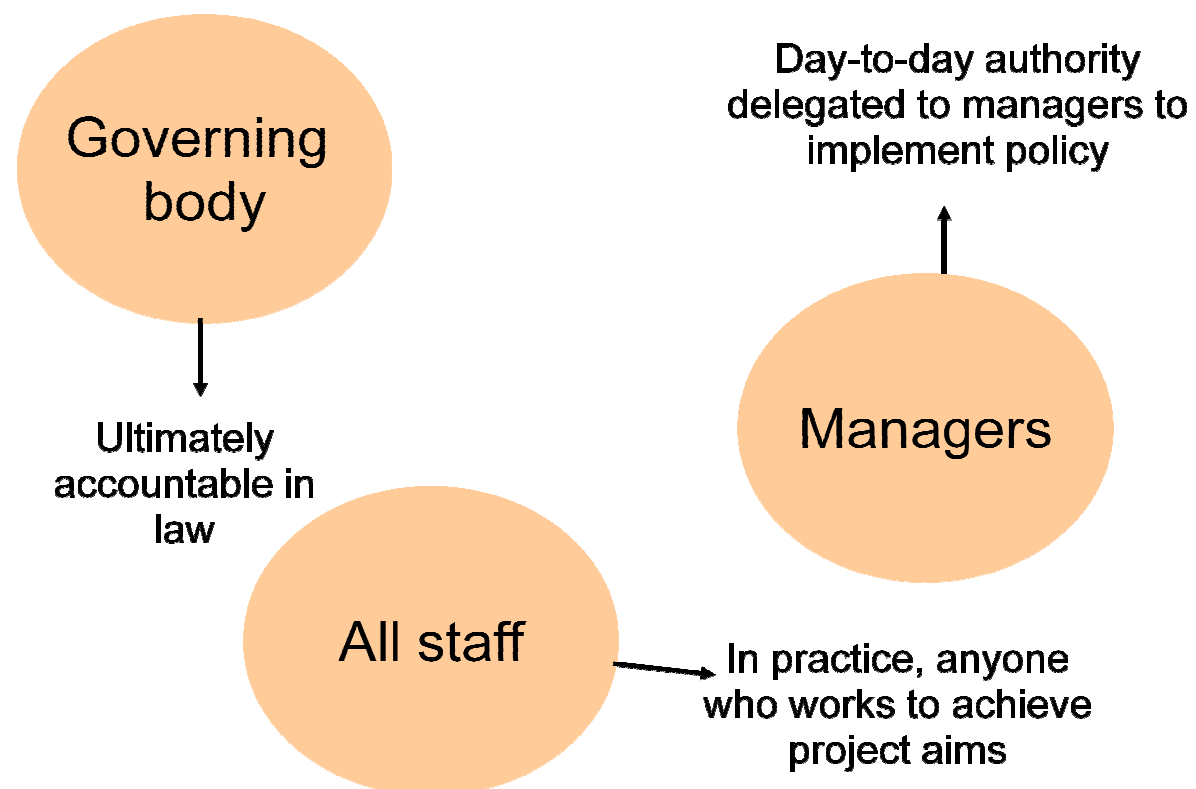 Governing
body
Ultimately
accountable in
law
Day-to-day authority
delegated to managers to
implement policy
Managers
All staff
In practice, anyone
who works to achieve
project aims